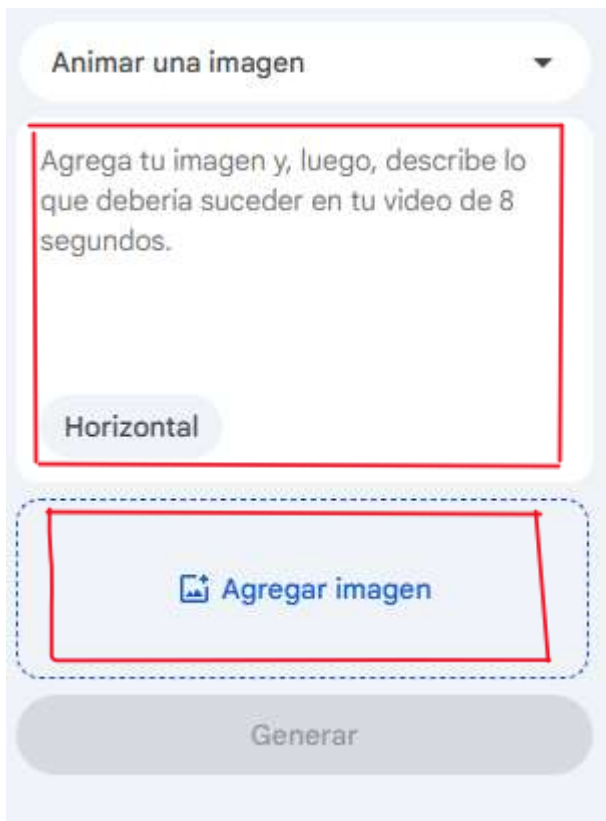 Animar una imagen
Agrega tu imagen y, luego, describe lo
que debería suceder en tu video de 8
segundos.
Horizontal
Agregar imagen
Generar